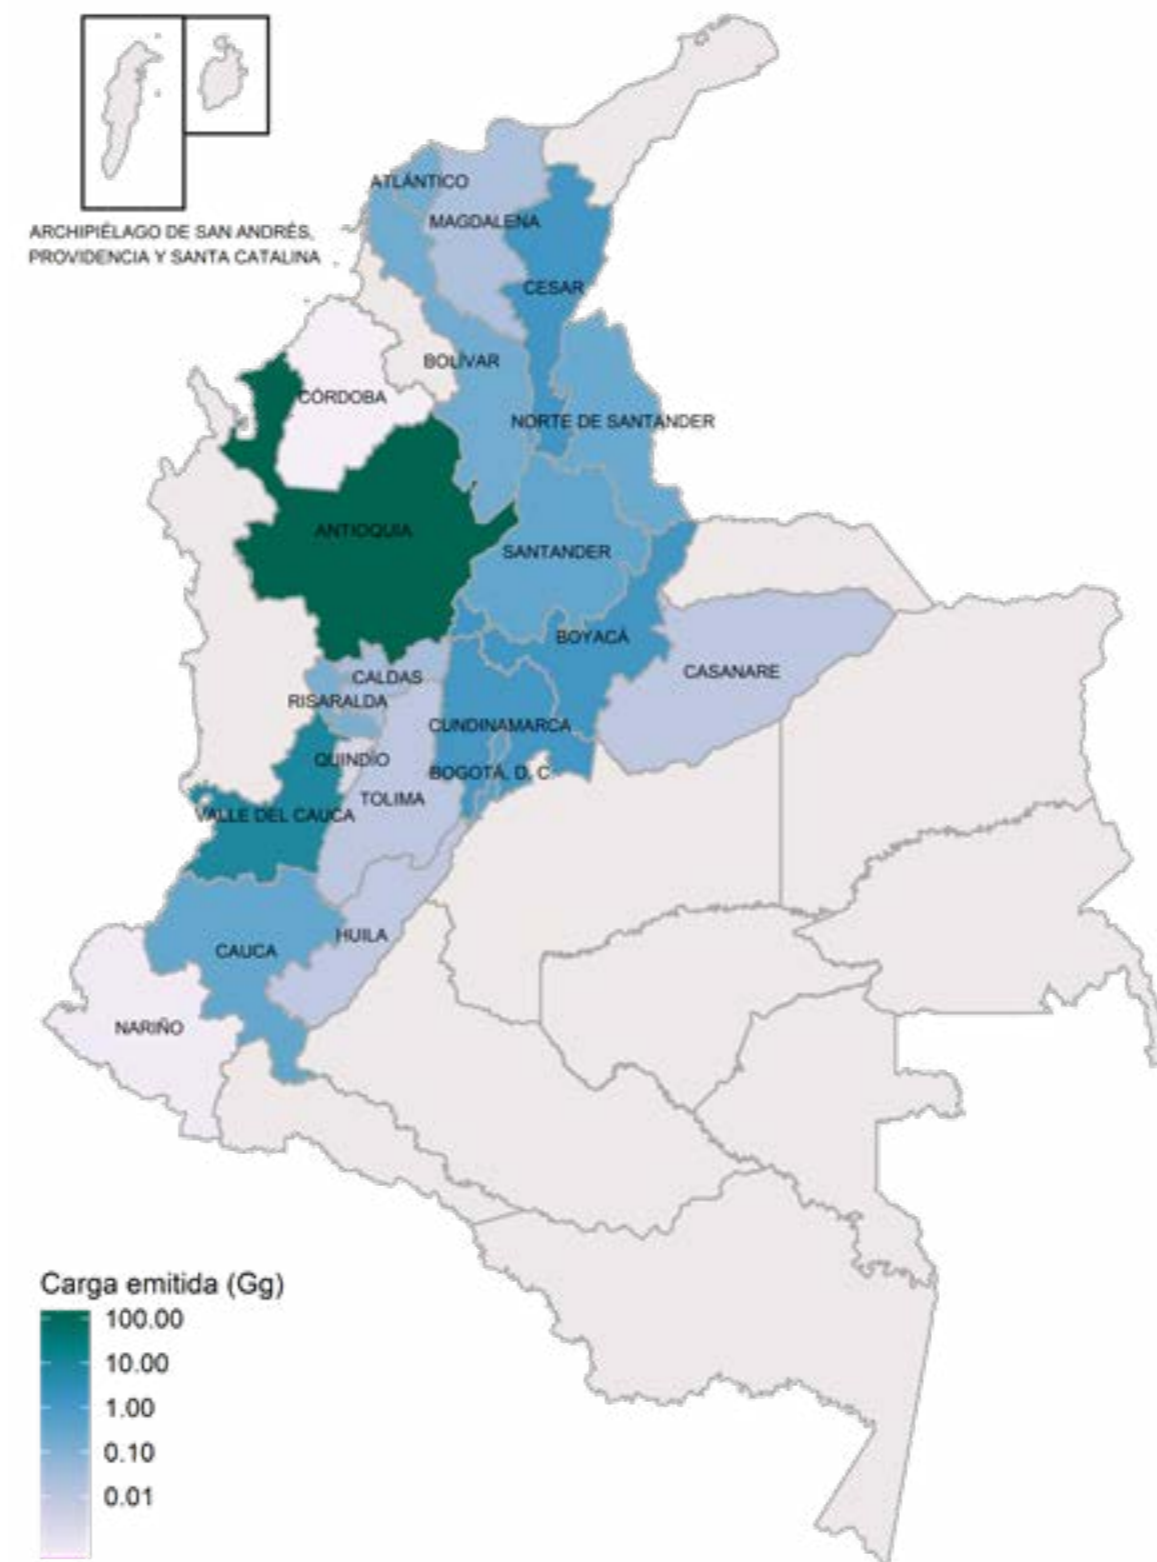 ATLÁNTICO
MAGDALENA
ARCHIPIÉLAGO DE SAN ANDRÉS,
PROVIDENCIA Y SANTA CATALINA
CESAR
BOLÍVAR
CÓRDOBA
NORTE DE SANTANDER
ANTIOQUIA
SANTANDER
BOYACÁ
CASANARE
CALDAS
RISARALDA
CUNDINAMARCA
QUINDÍO
BOGOTÁ, D. C
TOLIMA
VALLE DEL CAUCA
HUILA
CAUCA
NARIÑO
Carga emitida (Gg)
100.00
10.00
1.00
0.10
0.01